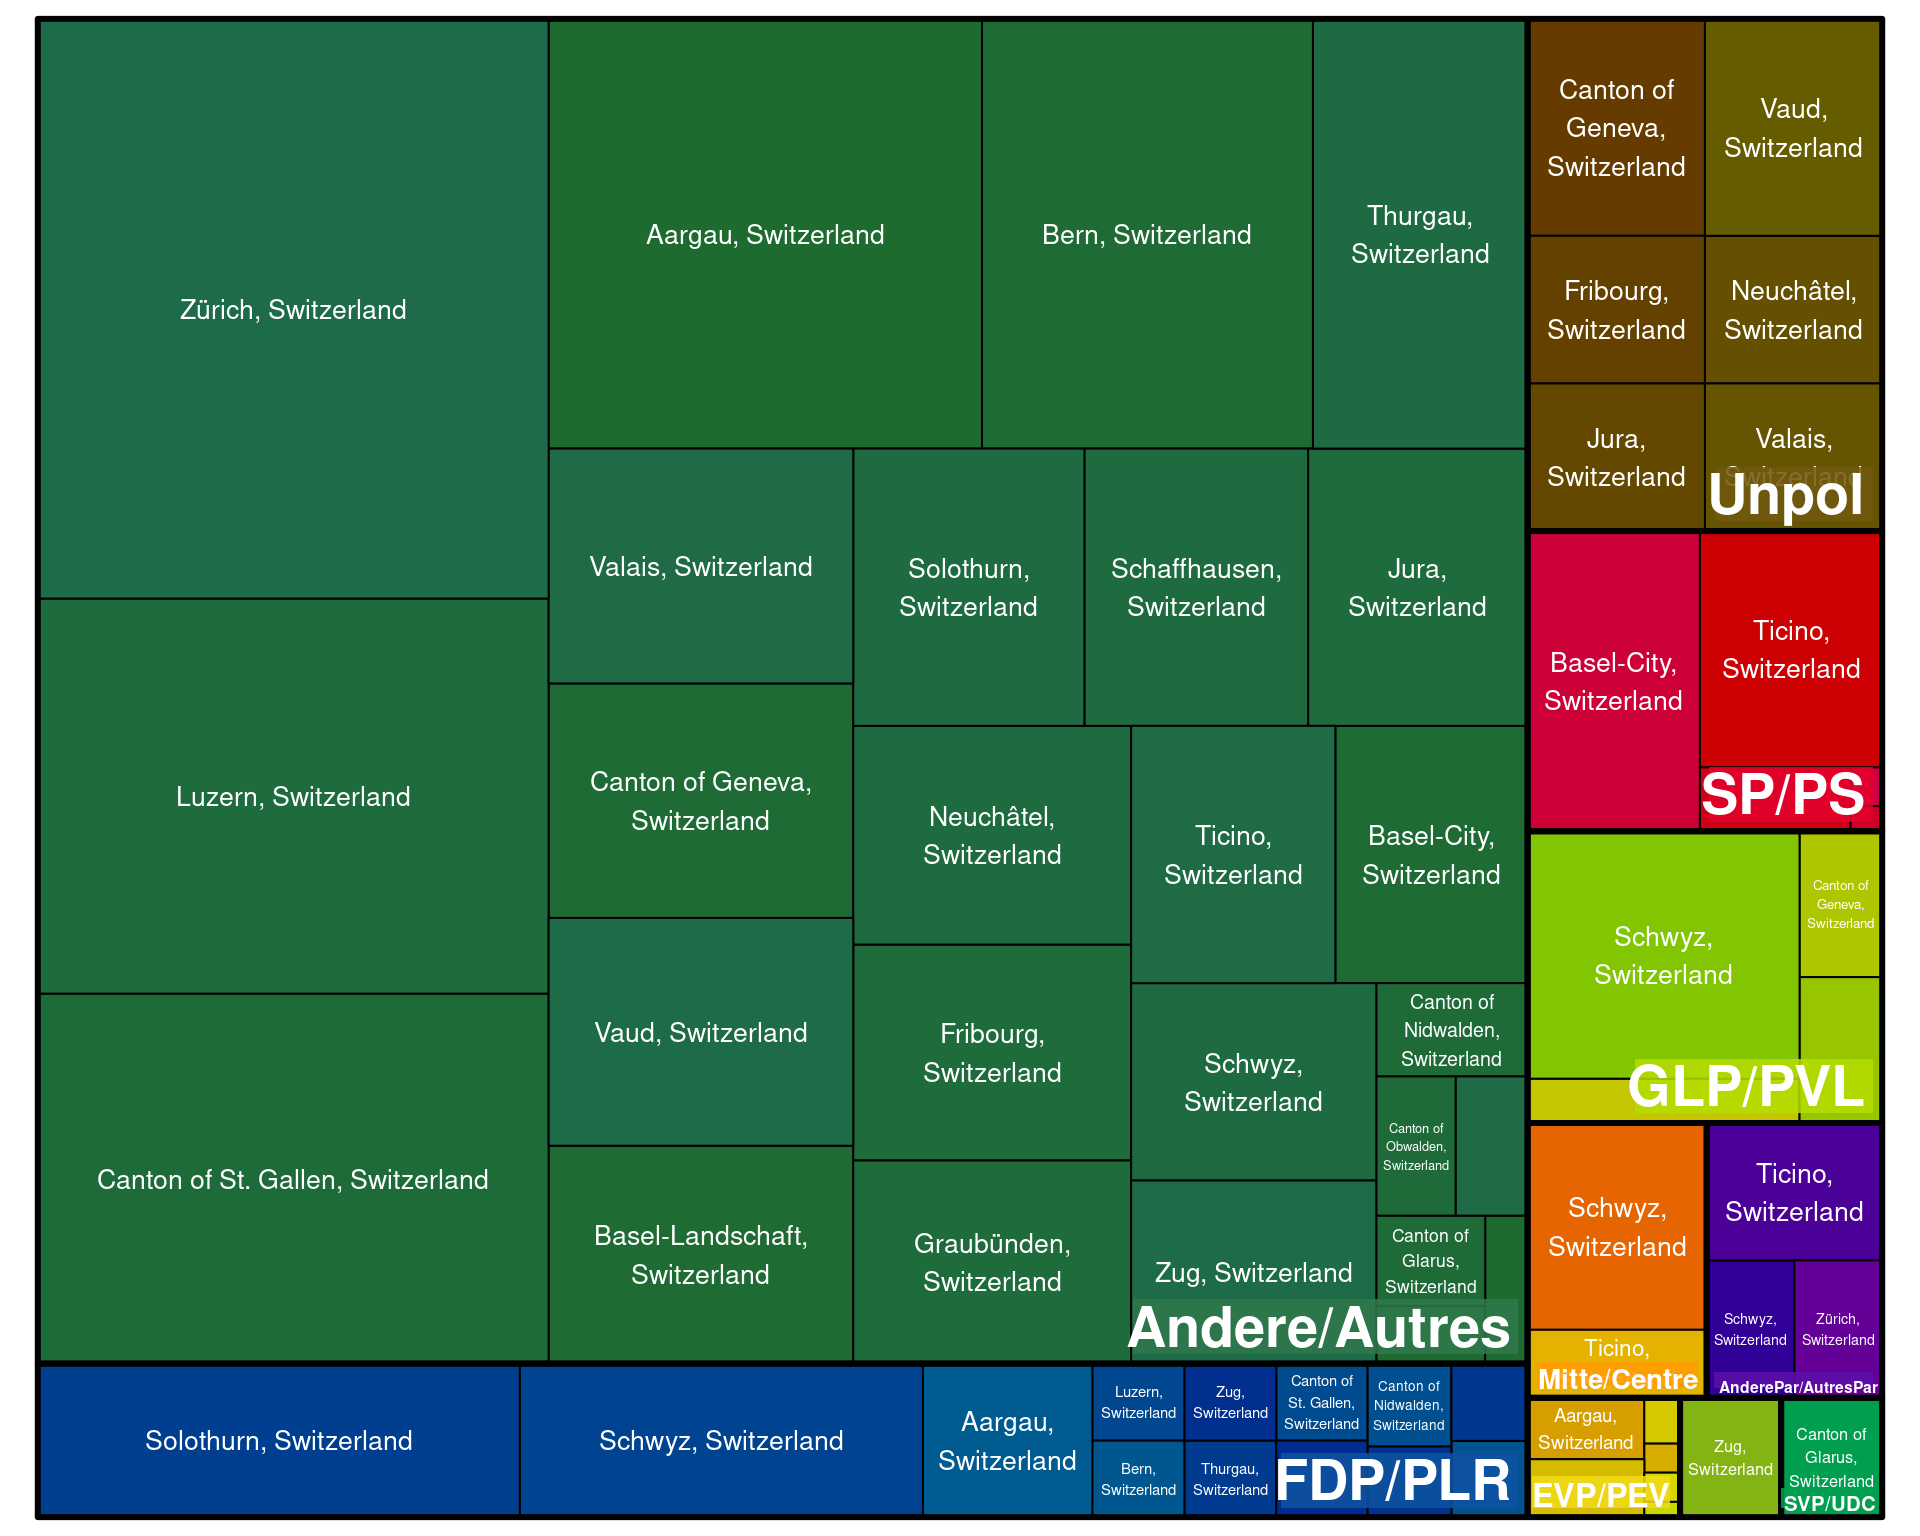 Zürich, Switzerland
Luzern, Switzerland
Canton of St. Gallen, Switzerland
Aargau, Switzerland
Bern, Switzerland
Thurgau,
Switzerland
Valais, Switzerland
Canton of Geneva,
Switzerland
Vaud, Switzerland
Basel-Landschaft,
Switzerland
Solothurn,
Switzerland
Schaffhausen,
Switzerland
Jura,
Switzerland
Neuchâtel,
Switzerland
Fribourg,
Switzerland
Graubünden,
Switzerland
Ticino,
Switzerland
Basel-City,
Switzerland
Schwyz,
Switzerland
Zug, Switzerland
Canton of
Nidwalden,
Switzerland
Canton of
Obwalden,
Switzerland
Canton of
Glarus,
Switzerland
Andere/Autres
Solothurn, Switzerland
Schwyz, Switzerland
Aargau,
Switzerland
Luzern,
Switzerland
Zug,
Switzerland
Canton of
St. Gallen,
Switzerland
Canton of
Nidwalden,
Switzerland
Bern,
Switzerland
Thurgau,
Switzerland
FDP/PLR
Canton of
Geneva,
Switzerland
Vaud,
Switzerland
Fribourg,
Switzerland
Neuchâtel,
Switzerland
Jura,
Switzerland
Valais,
Switzerland
Unpol
Basel-City,
Switzerland
Ticino,
Switzerland
SP/PS
Schwyz,
Switzerland
Canton of
Geneva,
Switzerland
GLP/PVL
Schwyz,
Switzerland
Ticino,
Mitte/Centre
Ticino,
Switzerland
Schwyz,
Switzerland
Zürich,
Switzerland
AnderePar/AutresPar
Aargau,
Switzerland
EVP/PEV
Zug,
Switzerland
Canton of
Glarus,
Switzerland
SVP/UDC